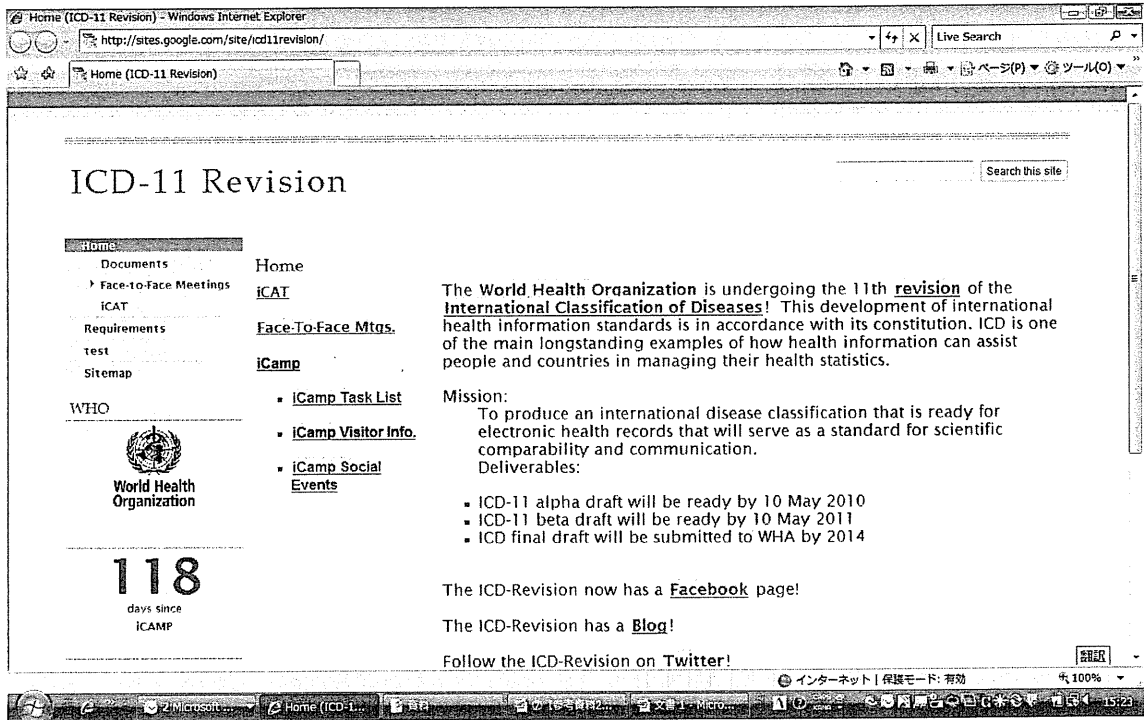 Home (ICD-11 Revision) - Windows Internet Explorer
http://sites.google.com/site/icd11revision/
Live Search
Home (ICD-11 Revision)
ページ(P)
ツール(O)
ICD-11 Revision
Search this site
Home
Documents
Face-to-Face Meetings
iCAT
Requirements
Test
Sitemap
WHO
World Health
Organization
118
days since
iCAMP
Home
iCAT
Face-To-Face Mtgs.
iCamp
iCamp Task List
iCamp Visitor Info.
iCamp Social
Events
The World Health Organization is undergoing the 11th revision of the
International Classification of Diseases! This development of international
health information standards is in accordance with its constitution. ICD is one
of the main longstanding examples of how health information can assist
people and countries in managing their health statistics.
Mission:
To produce an international disease classification that is ready for
electronic health records that will serve as a standard for scientific
comparability and communication.
Deliverables:
ICD-11 alpha draft will be ready by 10 May 2010
ICD-11 beta draft will be ready by 10 May 2011
ICD final draft will be submitted to WHA by 2014
The ICD-Revision now has a Facebook page!
The ICD-Revision has a Blog!
Follow the ICD-Revision on Twitter!
翻訳
インターネット | 保護モード: 有効
100%
2 Microsoft ...
Home (ICD-1...
資料
15:23